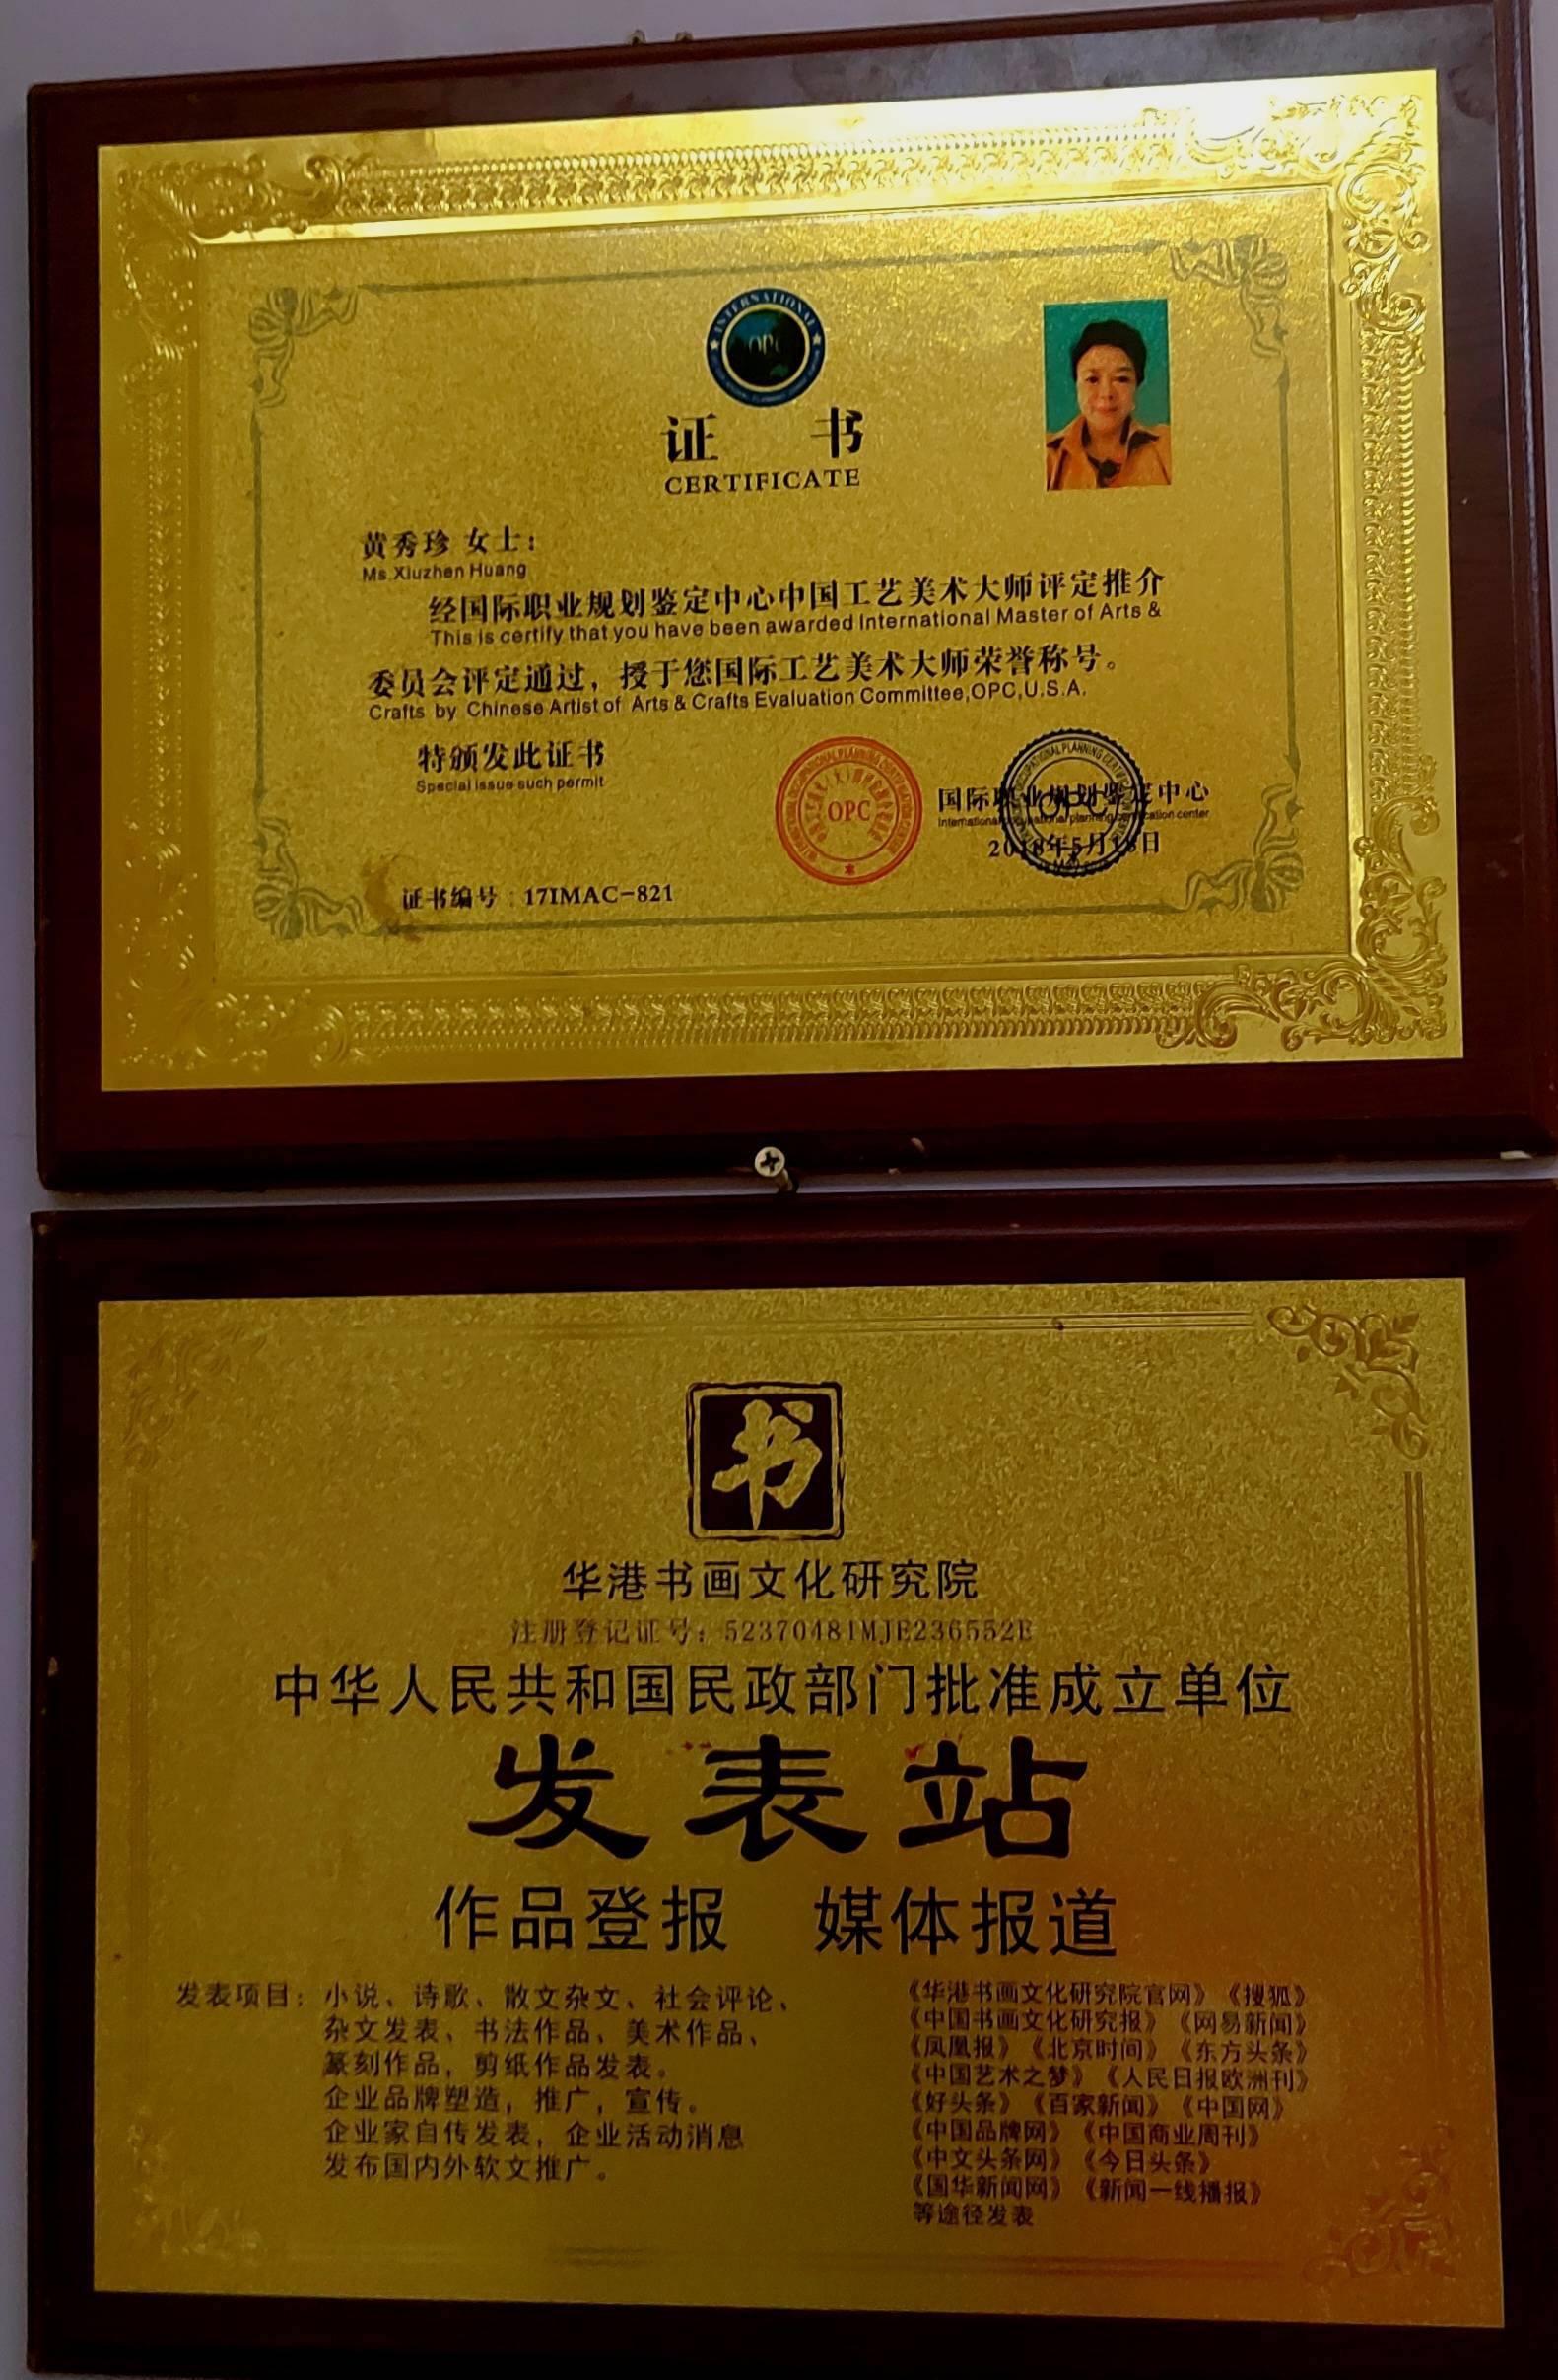 INTERNATIONAL
OPC
证 书
CERTIFICATE
黄秀珍 女士：
Ms.Xiuzhen Huang
经国际职业规划鉴定中心中国工艺美术大师评定推介
This is certify that you have been awarded International Master of Arts &
委员会评定通过，授于您国际工艺美术大师荣誉称号。
Crafts by Chinese Artist of Arts & Crafts Evaluation Committee,OPC,U.S.A.
特颁发此证书
Special issue such permit
OPC
国际职业规划鉴定中心
International occupational planning certification center
2018年5月18日
证书编号：17IMAC-821
书
华港书画文化研究院
注册登记证号：52370481MJE236552E
中华人民共和国民政部门批准成立单位
发表站
作品登报 媒体报道
发表项目：小说、诗歌、散文杂文、社会评论、
杂文发表、书法作品、美术作品、
篆刻作品，剪纸作品发表。
企业品牌塑造，推广，宣传。
企业家自传发表，企业活动消息
发布国内外软文推广。
《华港书画文化研究院官网》《搜狐》
《中国书画文化研究报》《网易新闻》
《凤凰报》《北京时间》《东方头条》
《中国艺术之梦》《人民日报欧洲刊》
《好头条》《百家新闻》《中国网》
《中国品牌网》《中国商业周刊》
《中文头条网》《今日头条》
《国华新闻网》《新闻一线播报》
等途径发表